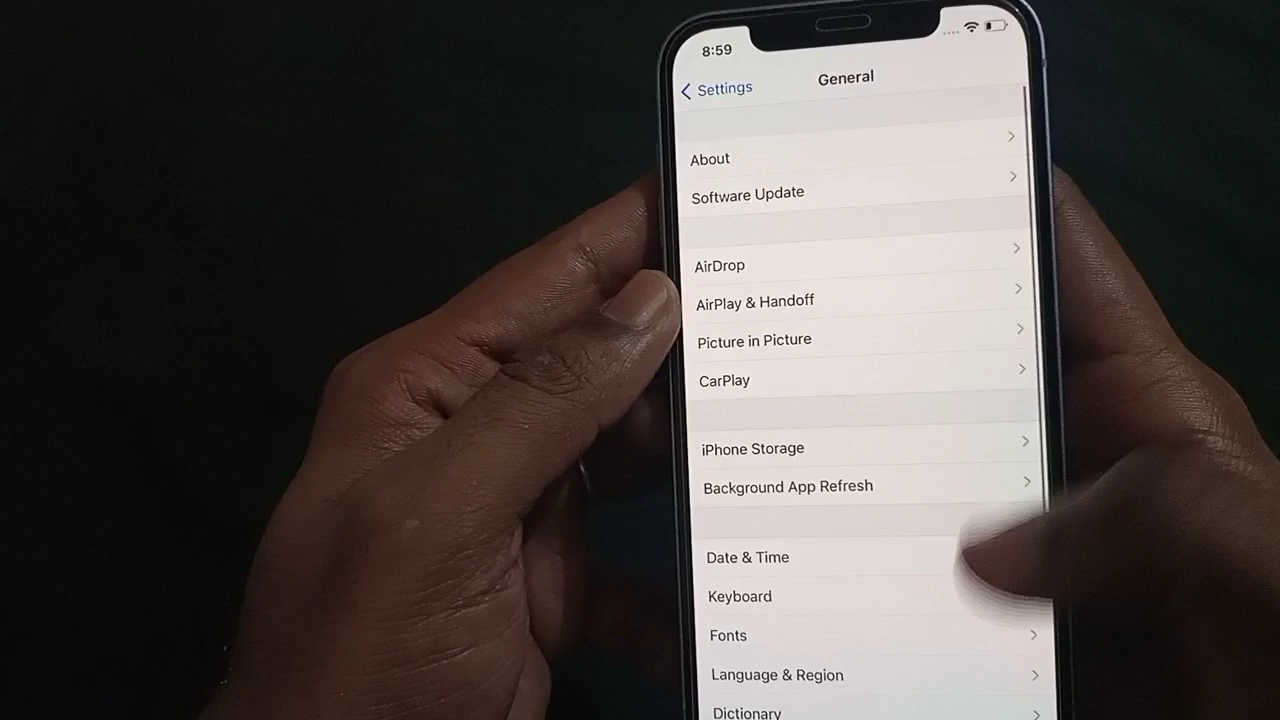 8:59
Settings
General
About
Software Update
AirDrop
AirPlay & Handoff
Picture in Picture
CarPlay
iPhone Storage
Background App Refresh
Date & Time
Keyboard
Fonts
Language & Region
Dictionary